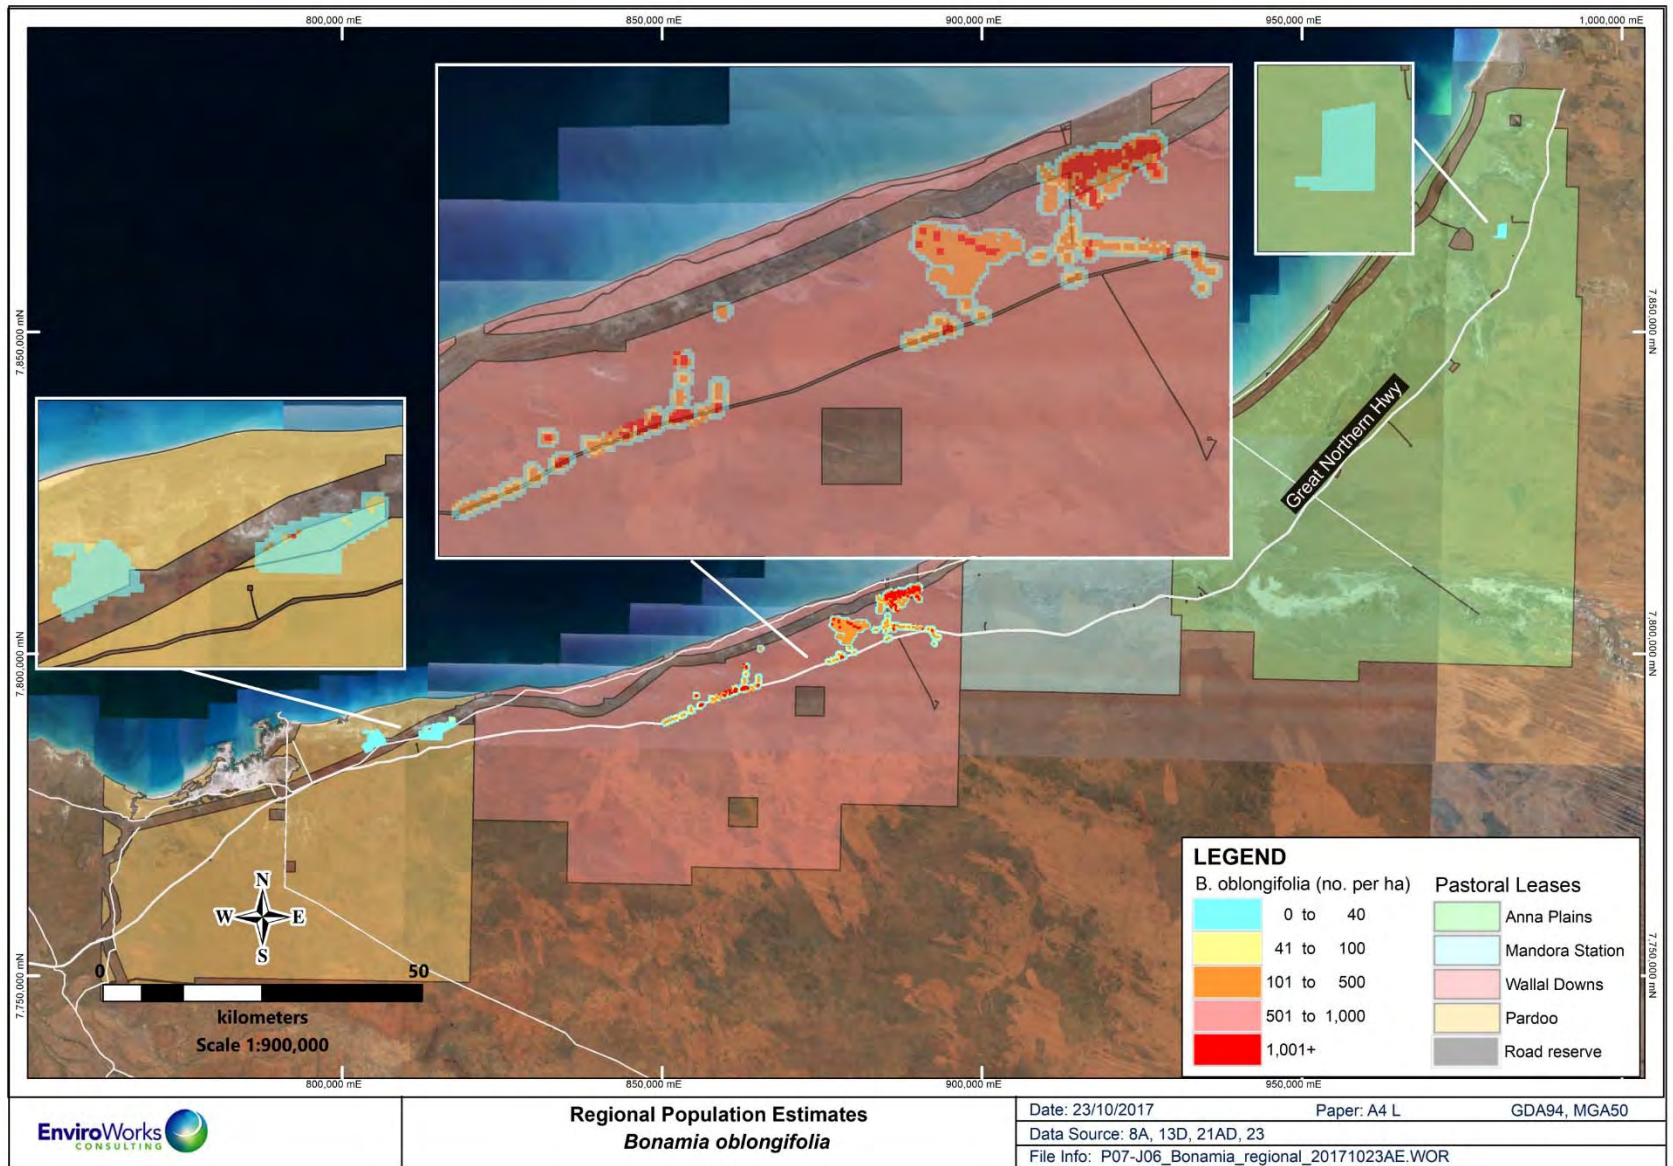 800,000 mE
850,000 mE
900,000 mE
950,000 mE
1,000,000 mE
7,850,000 mN
7,850,000 mN
Great Northern Hwy
7,800,000 mN
7,800,000 mN
LEGEND
B. oblongifolia (no. per ha)
0 to 40
41 to 100
101 to 500
501 to 1,000
1,001+
Pastoral Leases
Anna Plains
Mandora Station
Wallal Downs
Pardoo
Road reserve
N
W E
S
0 50
kilometers
Scale 1:900,000
7,750,000 mN
7,750,000 mN
800,000 mE
850,000 mE
900,000 mE
950,000 mE
EnviroWorks
CONSULTING
Regional Population Estimates
Bonamia oblongifolia
Date: 23/10/2017 Paper: A4 L GDA94, MGA50
Data Source: 8A, 13D, 21AD, 23
File Info: P07-J06_Bonamia_regional_20171023AE.WOR